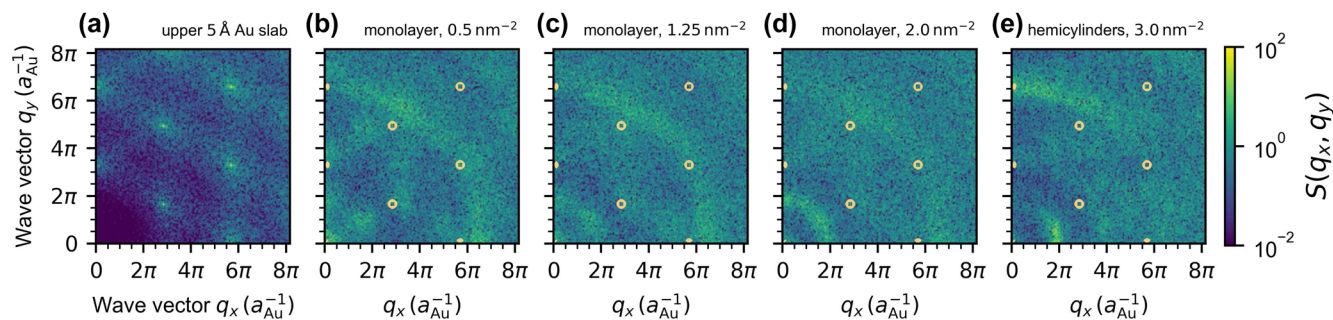 (a) upper 5 Å Au slab
(b) monolayer, 0.5 nm⁻²
(c) monolayer, 1.25 nm⁻²
(d) monolayer, 2.0 nm⁻²
(e) hemicylinders, 3.0 nm⁻²
Wave vector q_y (a_Au⁻¹)
8π
6π
4π
2π
0
0 2π 4π 6π 8π
0 2π 4π 6π 8π
0 2π 4π 6π 8π
0 2π 4π 6π 8π
0 2π 4π 6π 8π
Wave vector q_x (a_Au⁻¹)
q_x (a_Au⁻¹)
q_x (a_Au⁻¹)
q_x (a_Au⁻¹)
q_x (a_Au⁻¹)
10²
10⁰
10⁻²
S(q_x, q_y)